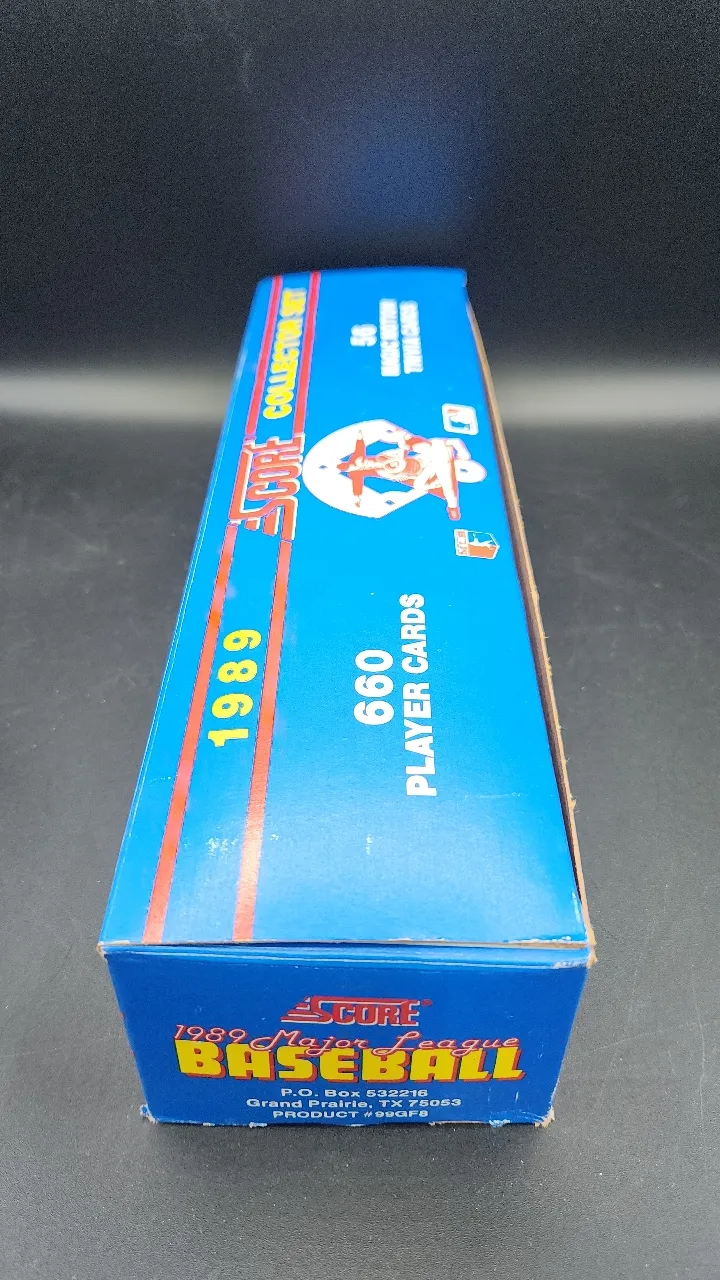 1989 SCORE COLLECTOR SET
660
PLAYER CARDS
56
MAGIC MOTION
TRIVIA CARDS
SCORE®
1989 Major League
BASEBALL
P.O. Box 532216
Grand Prairie, TX 75053
PRODUCT #99GF8